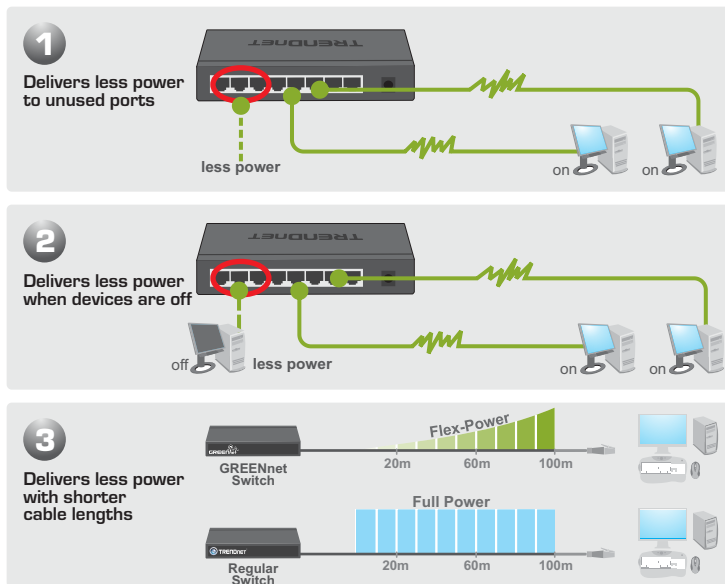 1
TRENDnet
Delivers less power
to unused ports
less power
on
on
2
TRENDnet
Delivers less power
when devices are off
off
less power
on
on
3
Delivers less power
with shorter
cable lengths
Flex-Power
GREENnet
GREENnet
Switch
20m
60m
100m
Full Power
TRENDNET
Regular
Switch
20m
60m
100m